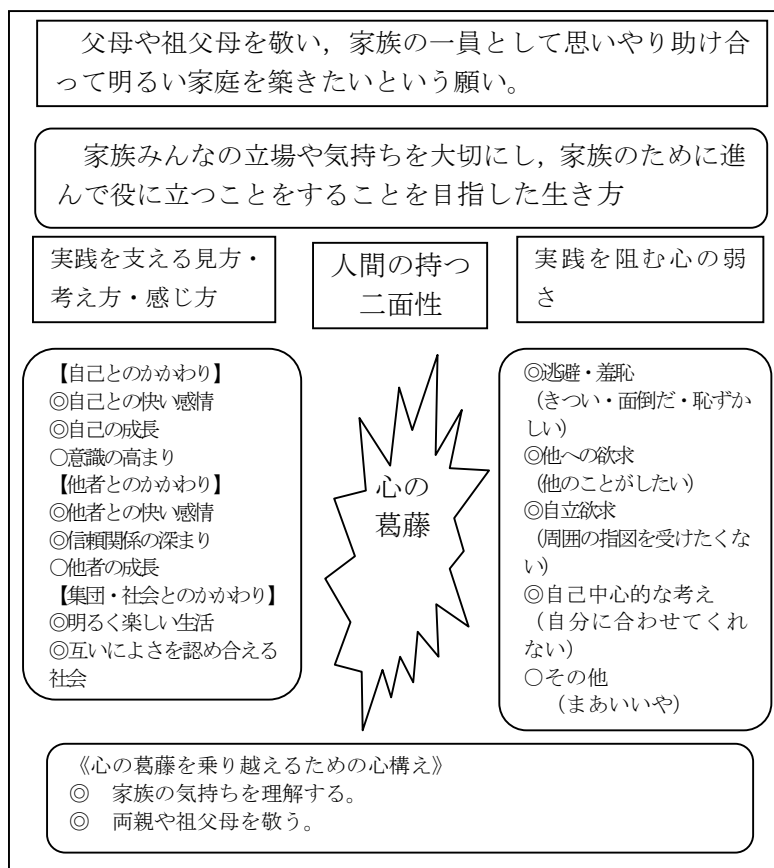 父母や祖父母を敬い，家族の一員として思いやり助け合
って明るい家庭を築きたいという願い。
家族みんなの立場や気持ちを大切にし，家族のために進
んで役に立つことをすることを目指した生き方
実践を支える見方・
考え方・感じ方
人間の持つ
二面性
実践を阻む心の弱
さ
【自己とのかかわり】
◎自己との快い感情
◎自己の成長
○意識の高まり
【他者とのかかわり】
◎他者との快い感情
◎信頼関係の深まり
○他者の成長
【集団・社会とのかかわり】
◎明るく楽しい生活
◎互いによさを認め合える
社会
心の
葛藤
◎逃避・羞恥
（きつい・面倒だ・恥ずか
しい）
◎他への欲求
（他のことがしたい）
◎自立欲求
（周囲の指図を受けたくな
い）
◎自己中心的な考え
（自分に合わせてくれ
ない）
○その他
（まあいいや）
《心の葛藤を乗り越えるための心構え》
◎　家族の気持ちを理解する。
◎　両親や祖父母を敬う。